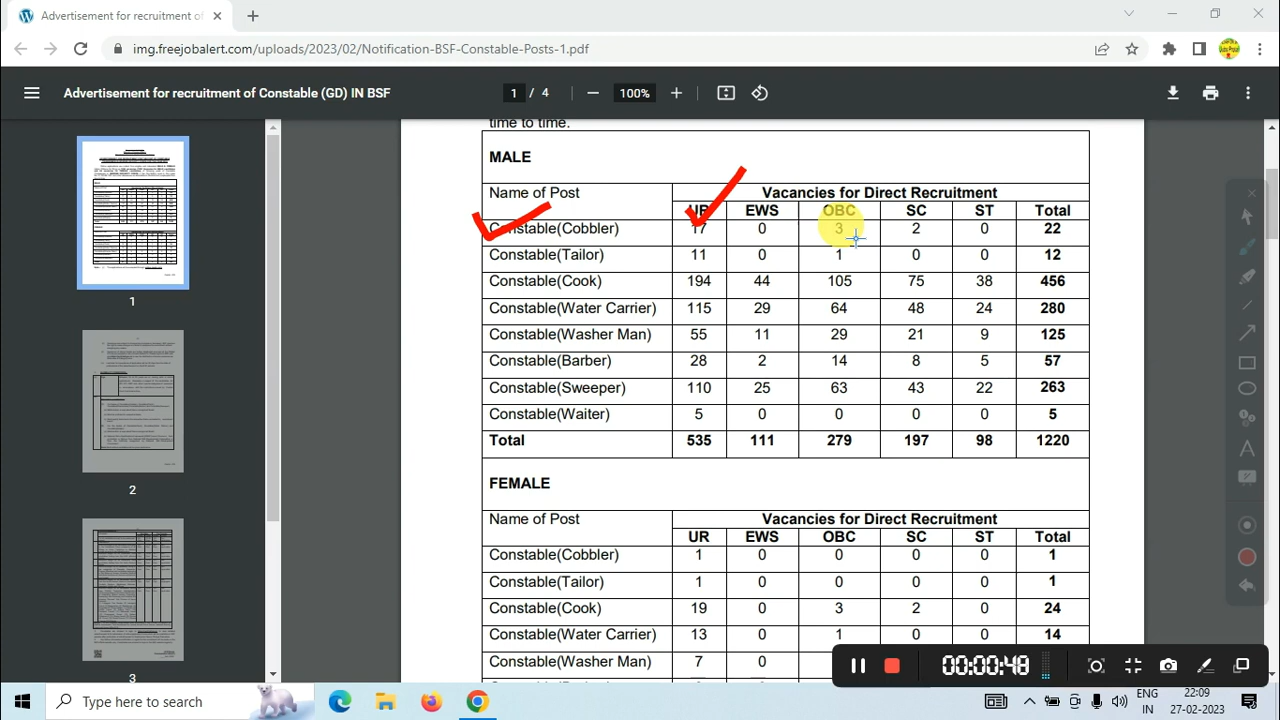 Advertisement for recruitment of
img.freejobalert.com/uploads/2023/02/Notification-BSF-Constable-Posts-1.pdf
Advertisement for recruitment of Constable (GD) IN BSF
1 / 4
100%
time to time.
MALE
Name of Post Vacancies for Direct Recruitment
UR EWS OBC SC ST Total
Constable(Cobbler) 17 0 3 2 0 22
Constable(Tailor) 11 0 1 0 0 12
Constable(Cook) 194 44 105 75 38 456
Constable(Water Carrier) 115 29 64 48 24 280
Constable(Washer Man) 55 11 29 21 9 125
Constable(Barber) 28 2 14 8 5 57
Constable(Sweeper) 110 25 63 43 22 263
Constable(Waiter) 5 0 0 0 0 5
Total 535 111 279 197 98 1220
FEMALE
Name of Post Vacancies for Direct Recruitment
UR EWS OBC SC ST Total
Constable(Cobbler) 1 0 0 0 0 1
Constable(Tailor) 1 0 0 0 0 1
Constable(Cook) 19 0 3 2 0 24
Constable(Water Carrier) 13 0 1 0 0 14
Constable(Washer Man) 7 0
1
2
3
00:00:48
Type here to search
ENG
IN
22:09
27-02-2023